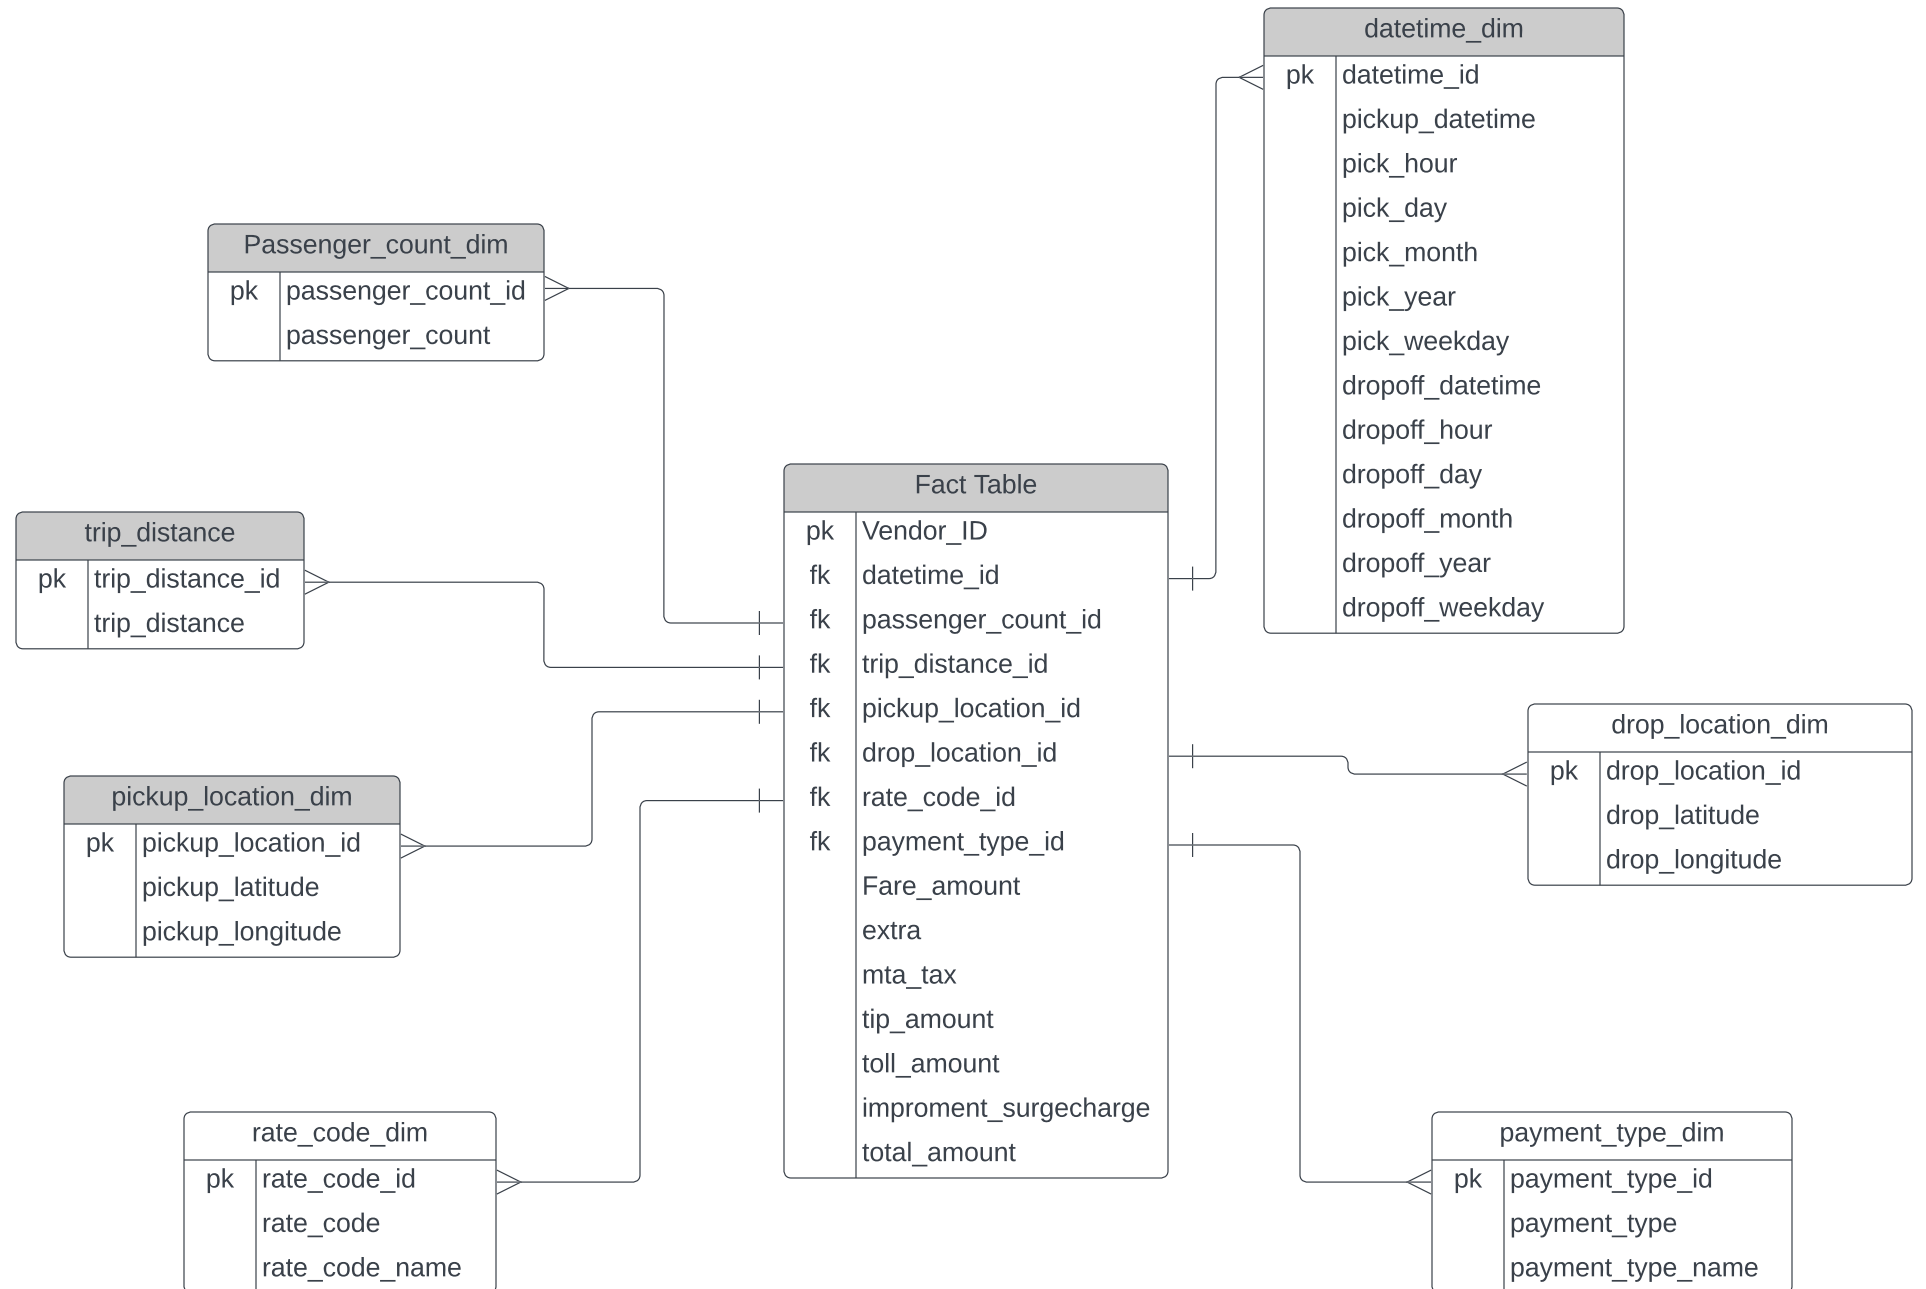 datetime_dim
pk datetime_id
pickup_datetime
pick_hour
pick_day
pick_month
pick_year
pick_weekday
dropoff_datetime
dropoff_hour
dropoff_day
dropoff_month
dropoff_year
dropoff_weekday
Passenger_count_dim
pk passenger_count_id
passenger_count
trip_distance
pk trip_distance_id
trip_distance
Fact Table
pk Vendor_ID
fk datetime_id
fk passenger_count_id
fk trip_distance_id
fk pickup_location_id
fk drop_location_id
fk rate_code_id
fk payment_type_id
Fare_amount
extra
mta_tax
tip_amount
toll_amount
improment_surgecharge
total_amount
pickup_location_dim
pk pickup_location_id
pickup_latitude
pickup_longitude
drop_location_dim
pk drop_location_id
drop_latitude
drop_longitude
rate_code_dim
pk rate_code_id
rate_code
rate_code_name
payment_type_dim
pk payment_type_id
payment_type
payment_type_name